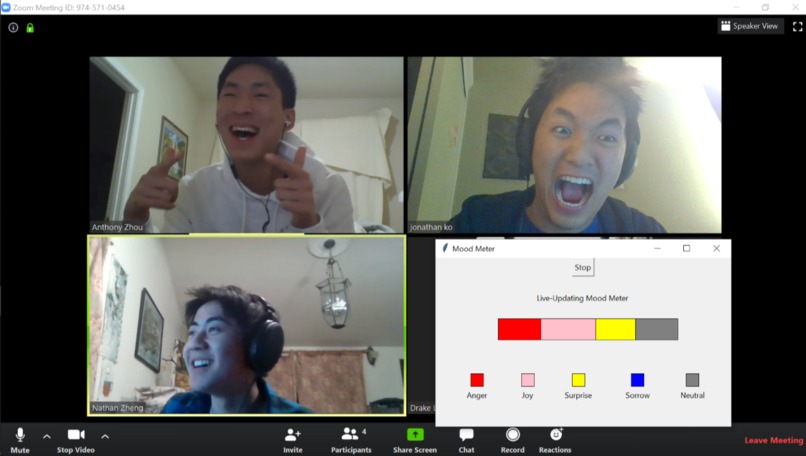 Zoom Meeting ID: 974-571-0454
Speaker View
Anthony Zhou
jonathan ko
Mood Meter
Stop
Live-Updating Mood Meter
Anger Joy Surprise Sorrow Neutral
Nathan Zheng
Drake
Mute
Stop Video
Invite
4
Participants
Share Screen
Chat
Record
Reactions
Leave Meeting